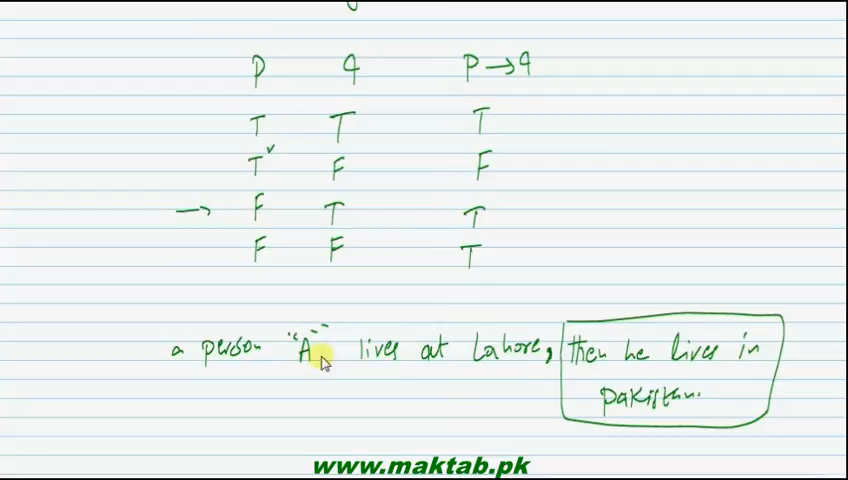 p q p → q
T T T
T ✓ F F
→ F T T
F F T
a person "A" lives at Lahore, then he lives in
pakistan.
www.maktab.pk